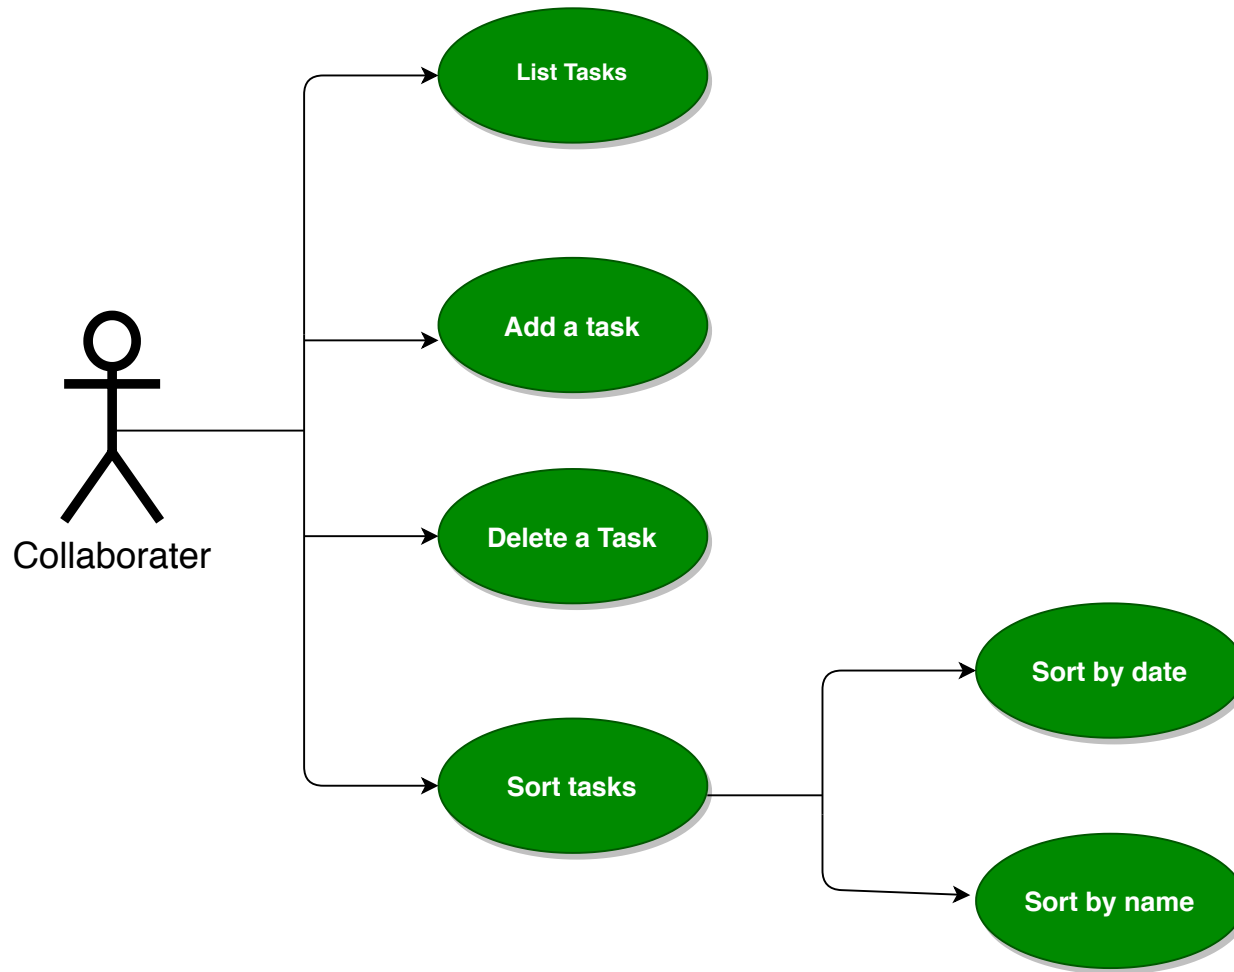 List Tasks
Add a task
Collaborater
Delete a Task
Sort tasks
Sort by date
Sort by name